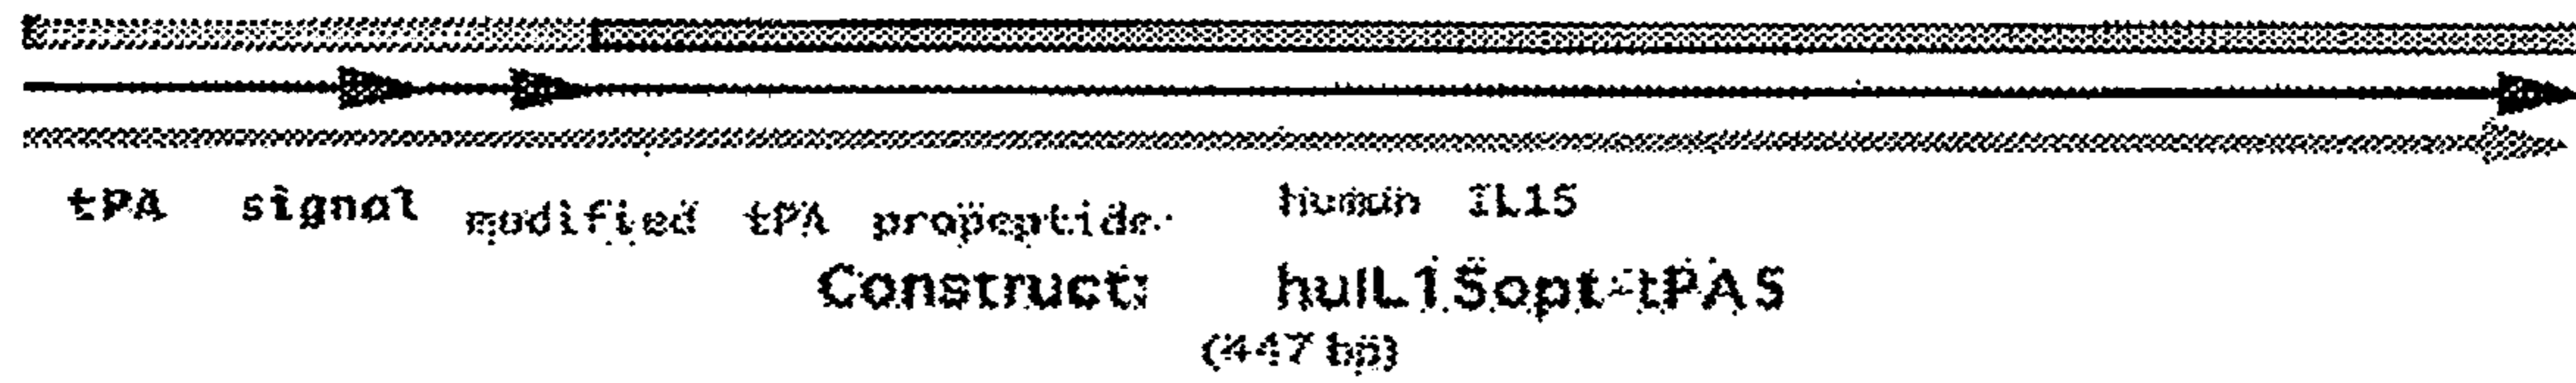 tPA signal modified tPA propeptide human IL15
Construct: huIL15opt-tPA5
(447 bp)